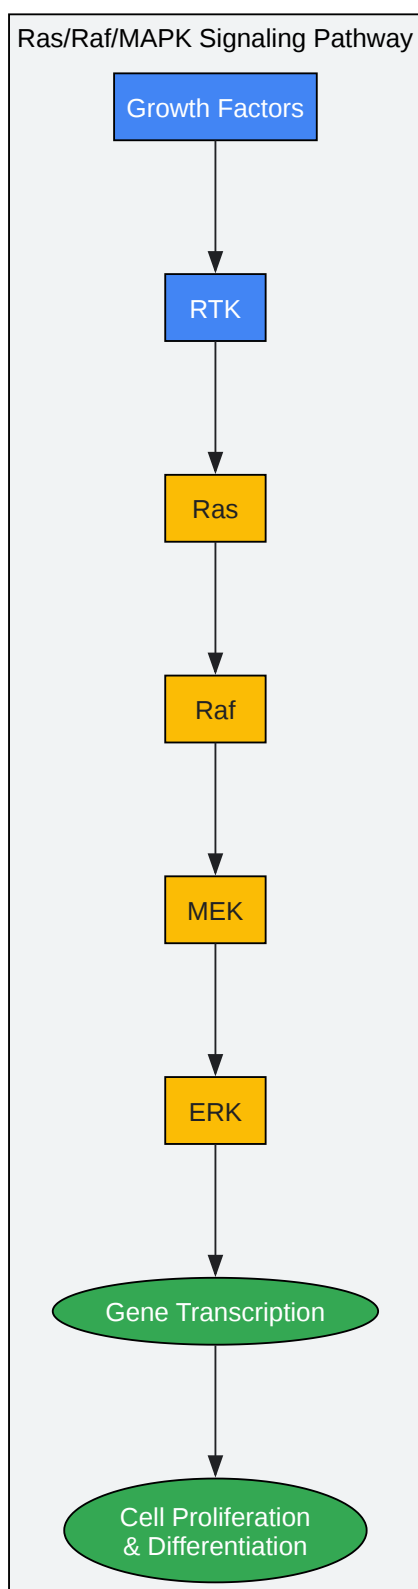 Ras/Raf/MAPK Signaling Pathway
Growth Factors
RTK
Ras
Raf
MEK
ERK
Gene Transcription
Cell Proliferation
& Differentiation